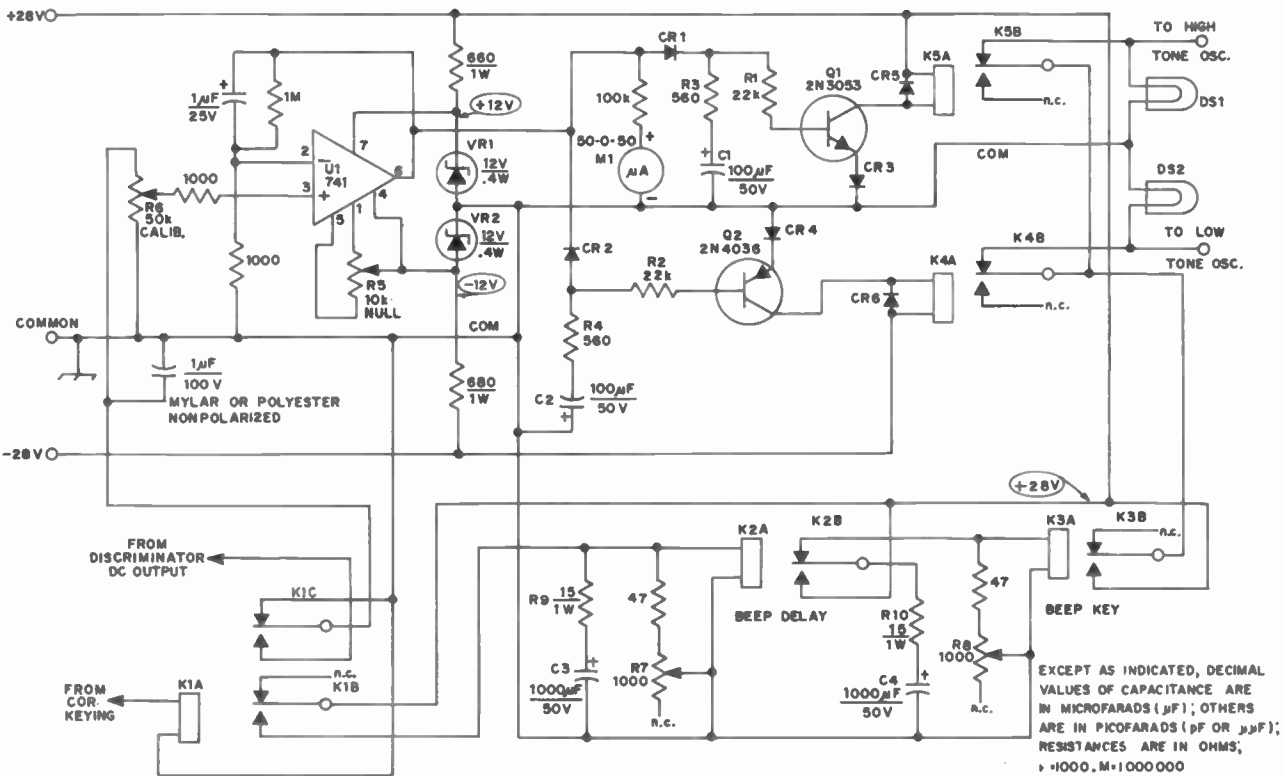 +28V
660
1W
+12V
1µF
25V
1M
2
3
7
6
4
5
1
−
+
U1
741
1000
R6
50k
CALIB.
1000
R5
10k
NULL
VR1
12V
.4W
VR2
12V
.4W
−12V
COMMON
COM
1µF
100V
MYLAR OR POLYESTER
NONPOLARIZED
680
1W
−28V
CR1
100k
50-0-50
M1
+
µA
−
R3
560
+
C1
100µF
50V
R1
22k
Q1
2N3053
CR3
CR5
K5A
K5B
n.c.
TO HIGH
TONE OSC.
DS1
COM
DS2
TO LOW
TONE OSC.
CR2
R2
22k
Q2
2N4036
CR4
CR6
K4A
K4B
n.c.
R4
560
C2
100µF
50V
+
+28V
FROM
DISCRIMINATOR
DC OUTPUT
K1C
FROM
COR
KEYING
K1A
n.c.
K1B
R9
15
1W
47
C3
+
1000µF
50V
R7
1000
n.c.
K2A
K2B
BEEP DELAY
R10
15
1W
C4
+
1000µF
50V
47
R8
1000
n.c.
K3A
K3B
n.c.
BEEP KEY
EXCEPT AS INDICATED, DECIMAL
VALUES OF CAPACITANCE ARE
IN MICROFARADS (µF); OTHERS
ARE IN PICOFARADS (pF OR µµF);
RESISTANCES ARE IN OHMS;
k=1000, M=1000000